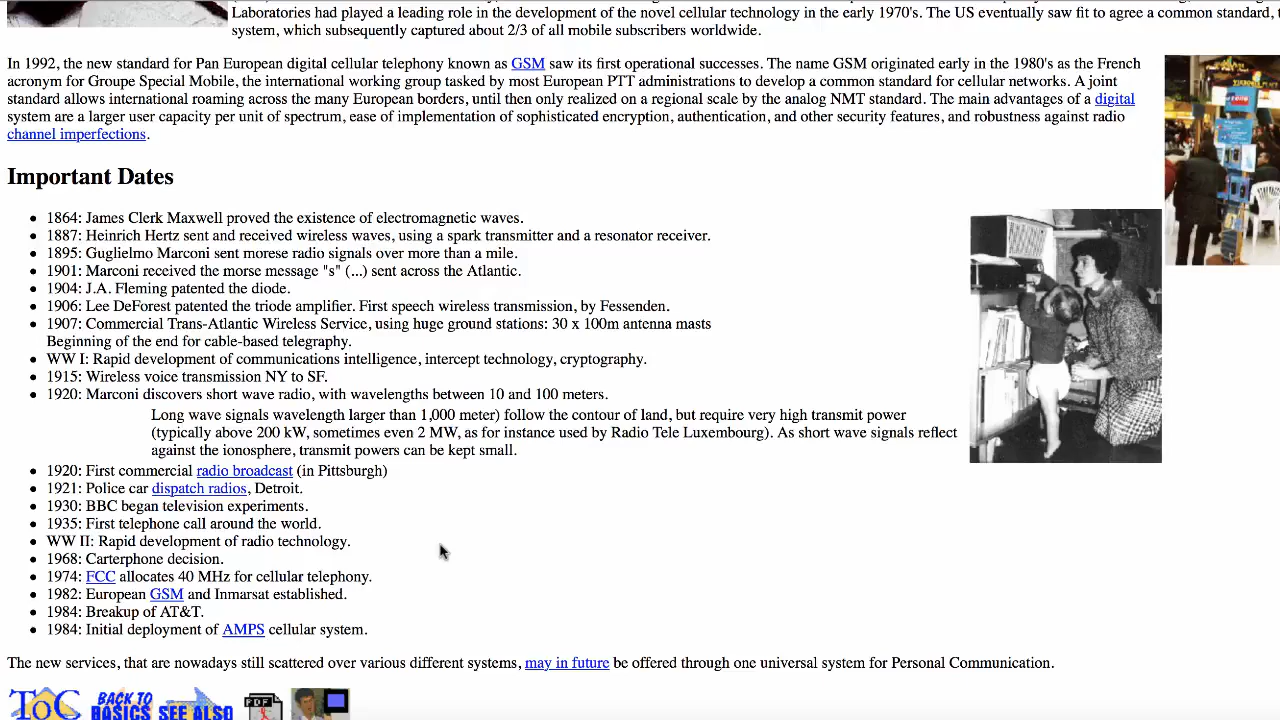 Laboratories had played a leading role in the development of the novel cellular technology in the early 1970's. The US eventually saw fit to agree a common standard,
system, which subsequently captured about 2/3 of all mobile subscribers worldwide.
In 1992, the new standard for Pan European digital cellular telephony known as GSM saw its first operational successes. The name GSM originated early in the 1980's as the French
acronym for Groupe Special Mobile, the international working group tasked by most European PTT administrations to develop a common standard for cellular networks. A joint
standard allows international roaming across the many European borders, until then only realized on a regional scale by the analog NMT standard. The main advantages of a digital
system are a larger user capacity per unit of spectrum, ease of implementation of sophisticated encryption, authentication, and other security features, and robustness against radio
channel imperfections.
Important Dates
• 1864: James Clerk Maxwell proved the existence of electromagnetic waves.
• 1887: Heinrich Hertz sent and received wireless waves, using a spark transmitter and a resonator receiver.
• 1895: Guglielmo Marconi sent morese radio signals over more than a mile.
• 1901: Marconi received the morse message "s" (...) sent across the Atlantic.
• 1904: J.A. Fleming patented the diode.
• 1906: Lee DeForest patented the triode amplifier. First speech wireless transmission, by Fessenden.
• 1907: Commercial Trans-Atlantic Wireless Service, using huge ground stations: 30 x 100m antenna masts
Beginning of the end for cable-based telegraphy.
• WW I: Rapid development of communications intelligence, intercept technology, cryptography.
• 1915: Wireless voice transmission NY to SF.
• 1920: Marconi discovers short wave radio, with wavelengths between 10 and 100 meters.
Long wave signals wavelength larger than 1,000 meter) follow the contour of land, but require very high transmit power
(typically above 200 kW, sometimes even 2 MW, as for instance used by Radio Tele Luxembourg). As short wave signals reflect
against the ionosphere, transmit powers can be kept small.
• 1920: First commercial radio broadcast (in Pittsburgh)
• 1921: Police car dispatch radios, Detroit.
• 1930: BBC began television experiments.
• 1935: First telephone call around the world.
• WW II: Rapid development of radio technology.
• 1968: Carterphone decision.
• 1974: FCC allocates 40 MHz for cellular telephony.
• 1982: European GSM and Inmarsat established.
• 1984: Breakup of AT&T.
• 1984: Initial deployment of AMPS cellular system.
The new services, that are nowadays still scattered over various different systems, may in future be offered through one universal system for Personal Communication.
ToC BACK TO BASICS SEE ALSO PDF